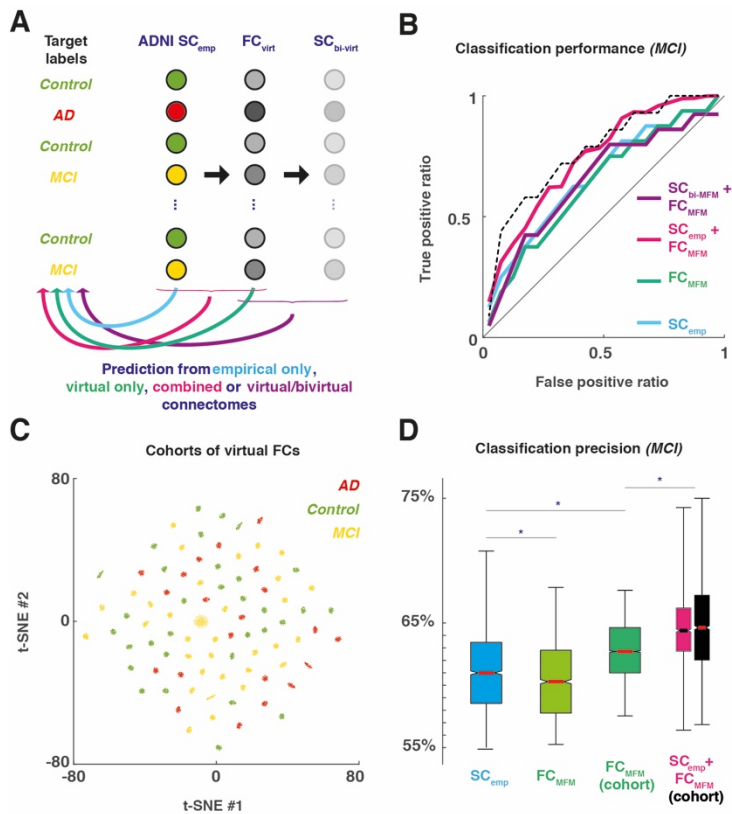 A
Target
labels
ADNI SCemp
FCvirt
SCbi-virt
Control
AD
Control
MCI
Control
MCI
Prediction from empirical only,
virtual only, combined or virtual/bivirtual
connectomes
B
Classification performance (MCI)
True positive ratio
1
0.5
0
0
0.5
1
False positive ratio
SCbi-MFM +
FCMFM
SCemp +
FCMFM
FCMFM
SCemp
C
Cohorts of virtual FCs
AD
Control
MCI
t-SNE #2
80
0
-80
-80
0
80
t-SNE #1
D
Classification precision (MCI)
75%
65%
55%
*
*
*
SCemp
FCMFM
FCMFM
(cohort)
SCemp+
FCMFM
(cohort)